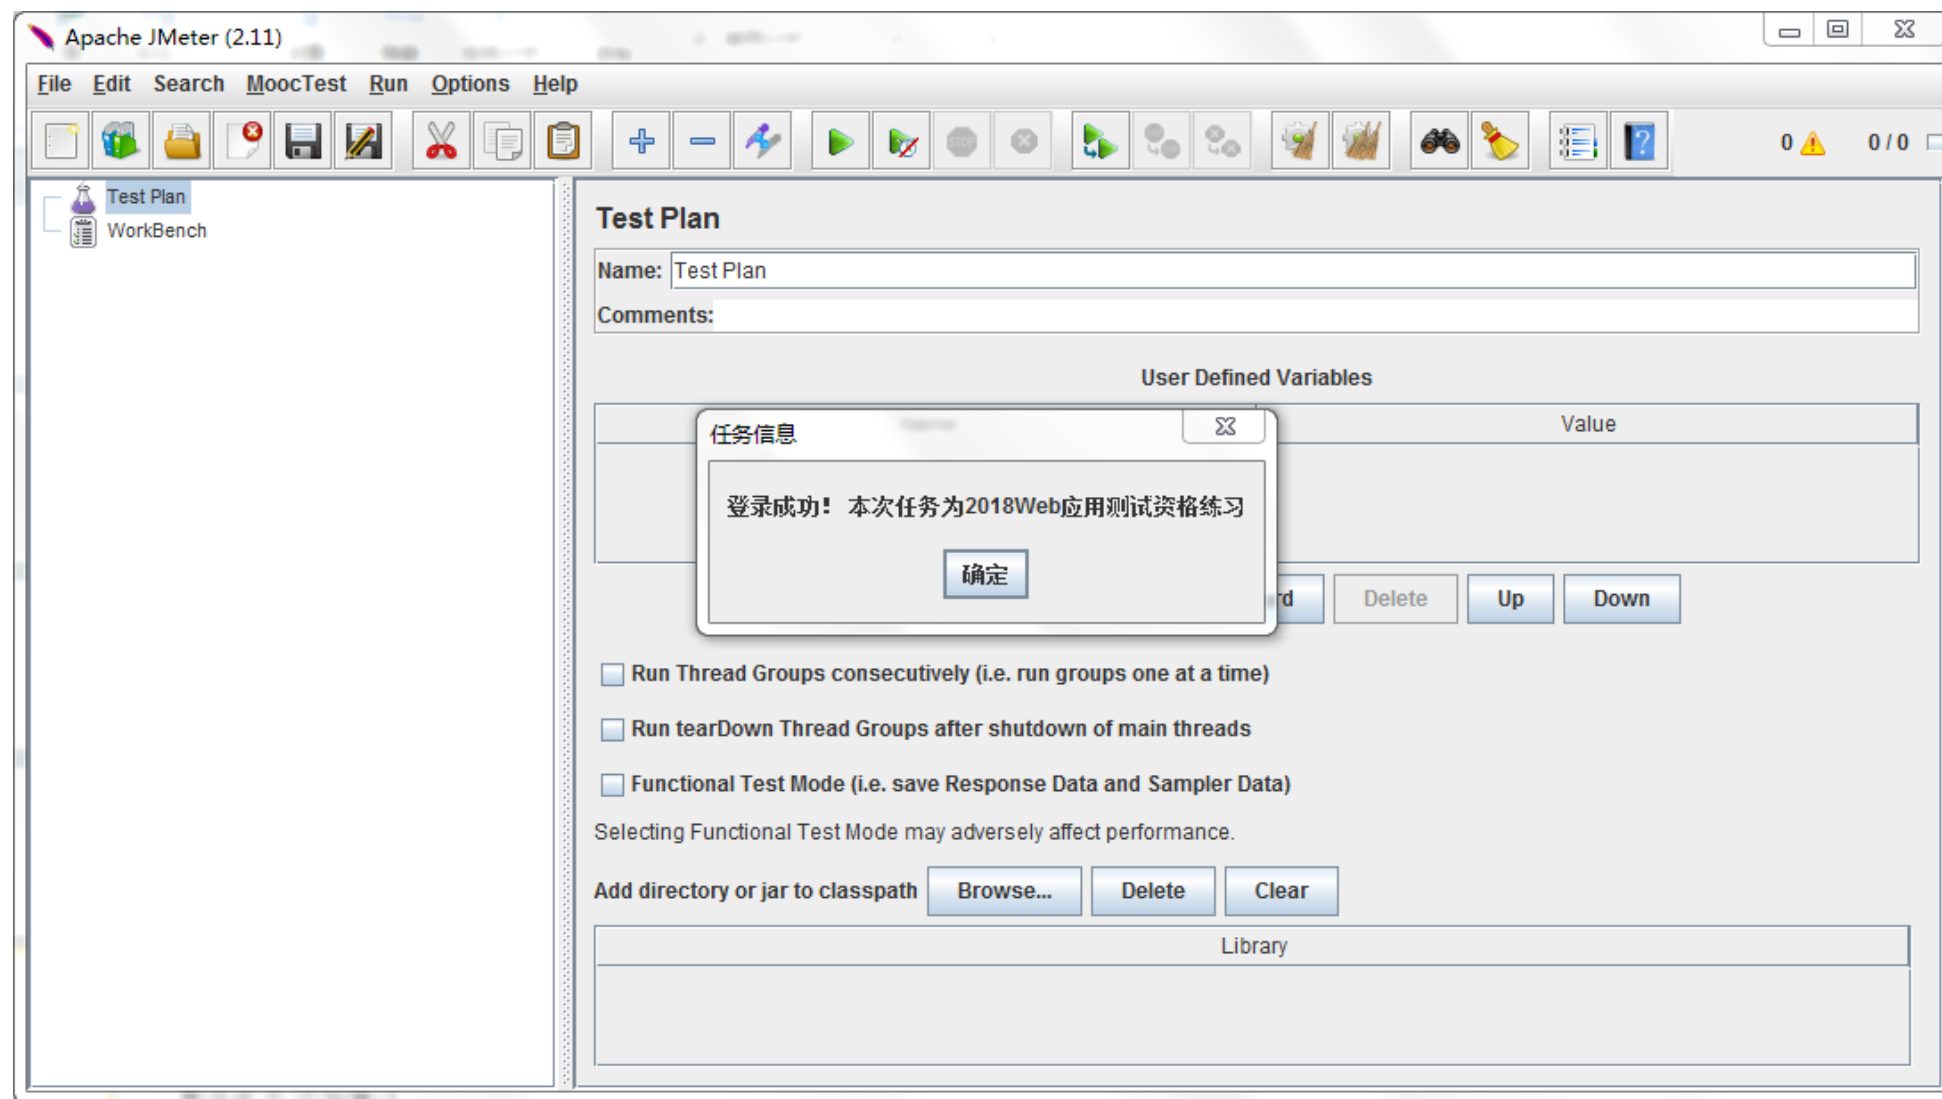 Apache JMeter (2.11)
File Edit Search MoocTest Run Options Help
STOP
0 0 / 0
Test Plan
WorkBench
Test Plan
Name: Test Plan
Comments:
User Defined Variables
Value
任务信息
登录成功！本次任务为2018Web应用测试资格练习
确定
rd Delete Up Down
Run Thread Groups consecutively (i.e. run groups one at a time)
Run tearDown Thread Groups after shutdown of main threads
Functional Test Mode (i.e. save Response Data and Sampler Data)
Selecting Functional Test Mode may adversely affect performance.
Add directory or jar to classpath Browse... Delete Clear
Library